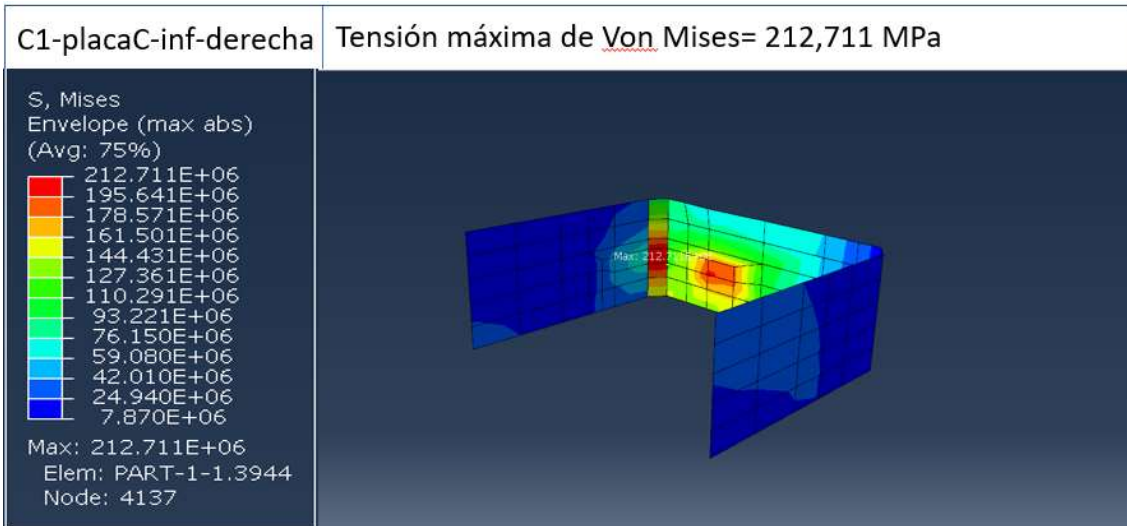 C1-placaC-inf-derecha
Tensión máxima de Von Mises= 212,711 MPa
S, Mises
Envelope (max abs)
(Avg: 75%)
212.711E+06
195.641E+06
178.571E+06
161.501E+06
144.431E+06
127.361E+06
110.291E+06
93.221E+06
76.150E+06
59.080E+06
42.010E+06
24.940E+06
7.870E+06
Max: 212.711E+06
Elem: PART-1-1.3944
Node: 4137
Max: 212.711